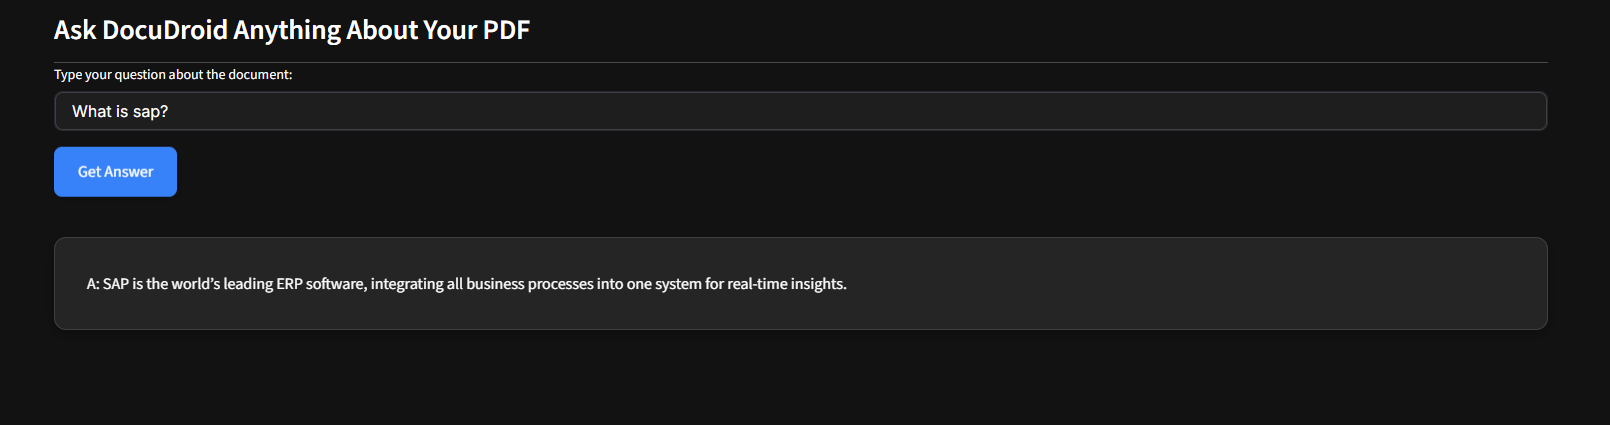 Ask DocuDroid Anything About Your PDF
Type your question about the document:
What is sap?
Get Answer
A: SAP is the world’s leading ERP software, integrating all business processes into one system for real-time insights.